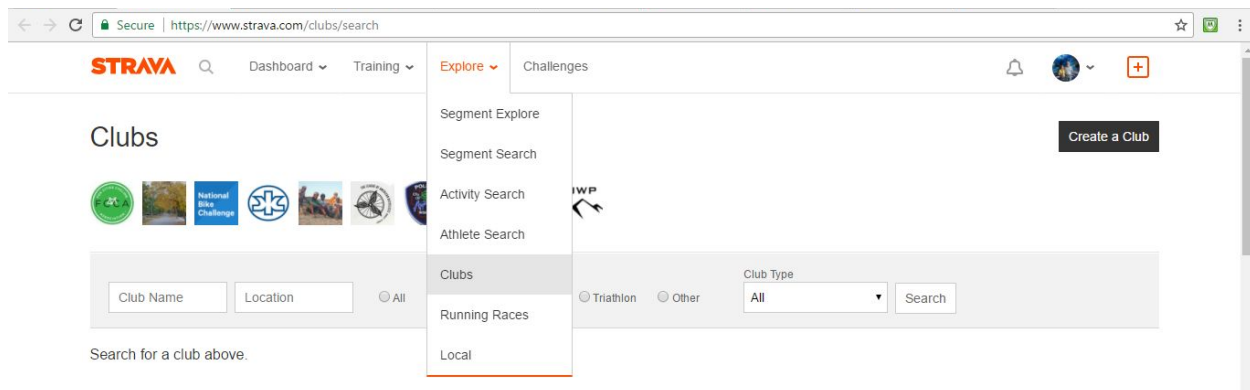 Secure | https://www.strava.com/clubs/search
STRAVA Dashboard Training Explore Challenges
Segment Explore
Clubs
Create a Club
Segment Search
FCLA
National
Bike
Challenge
Activity Search
IWP
Athlete Search
Clubs
Club Type
Club Name Location All Triathlon Other All Search
Running Races
Search for a club above.
Local